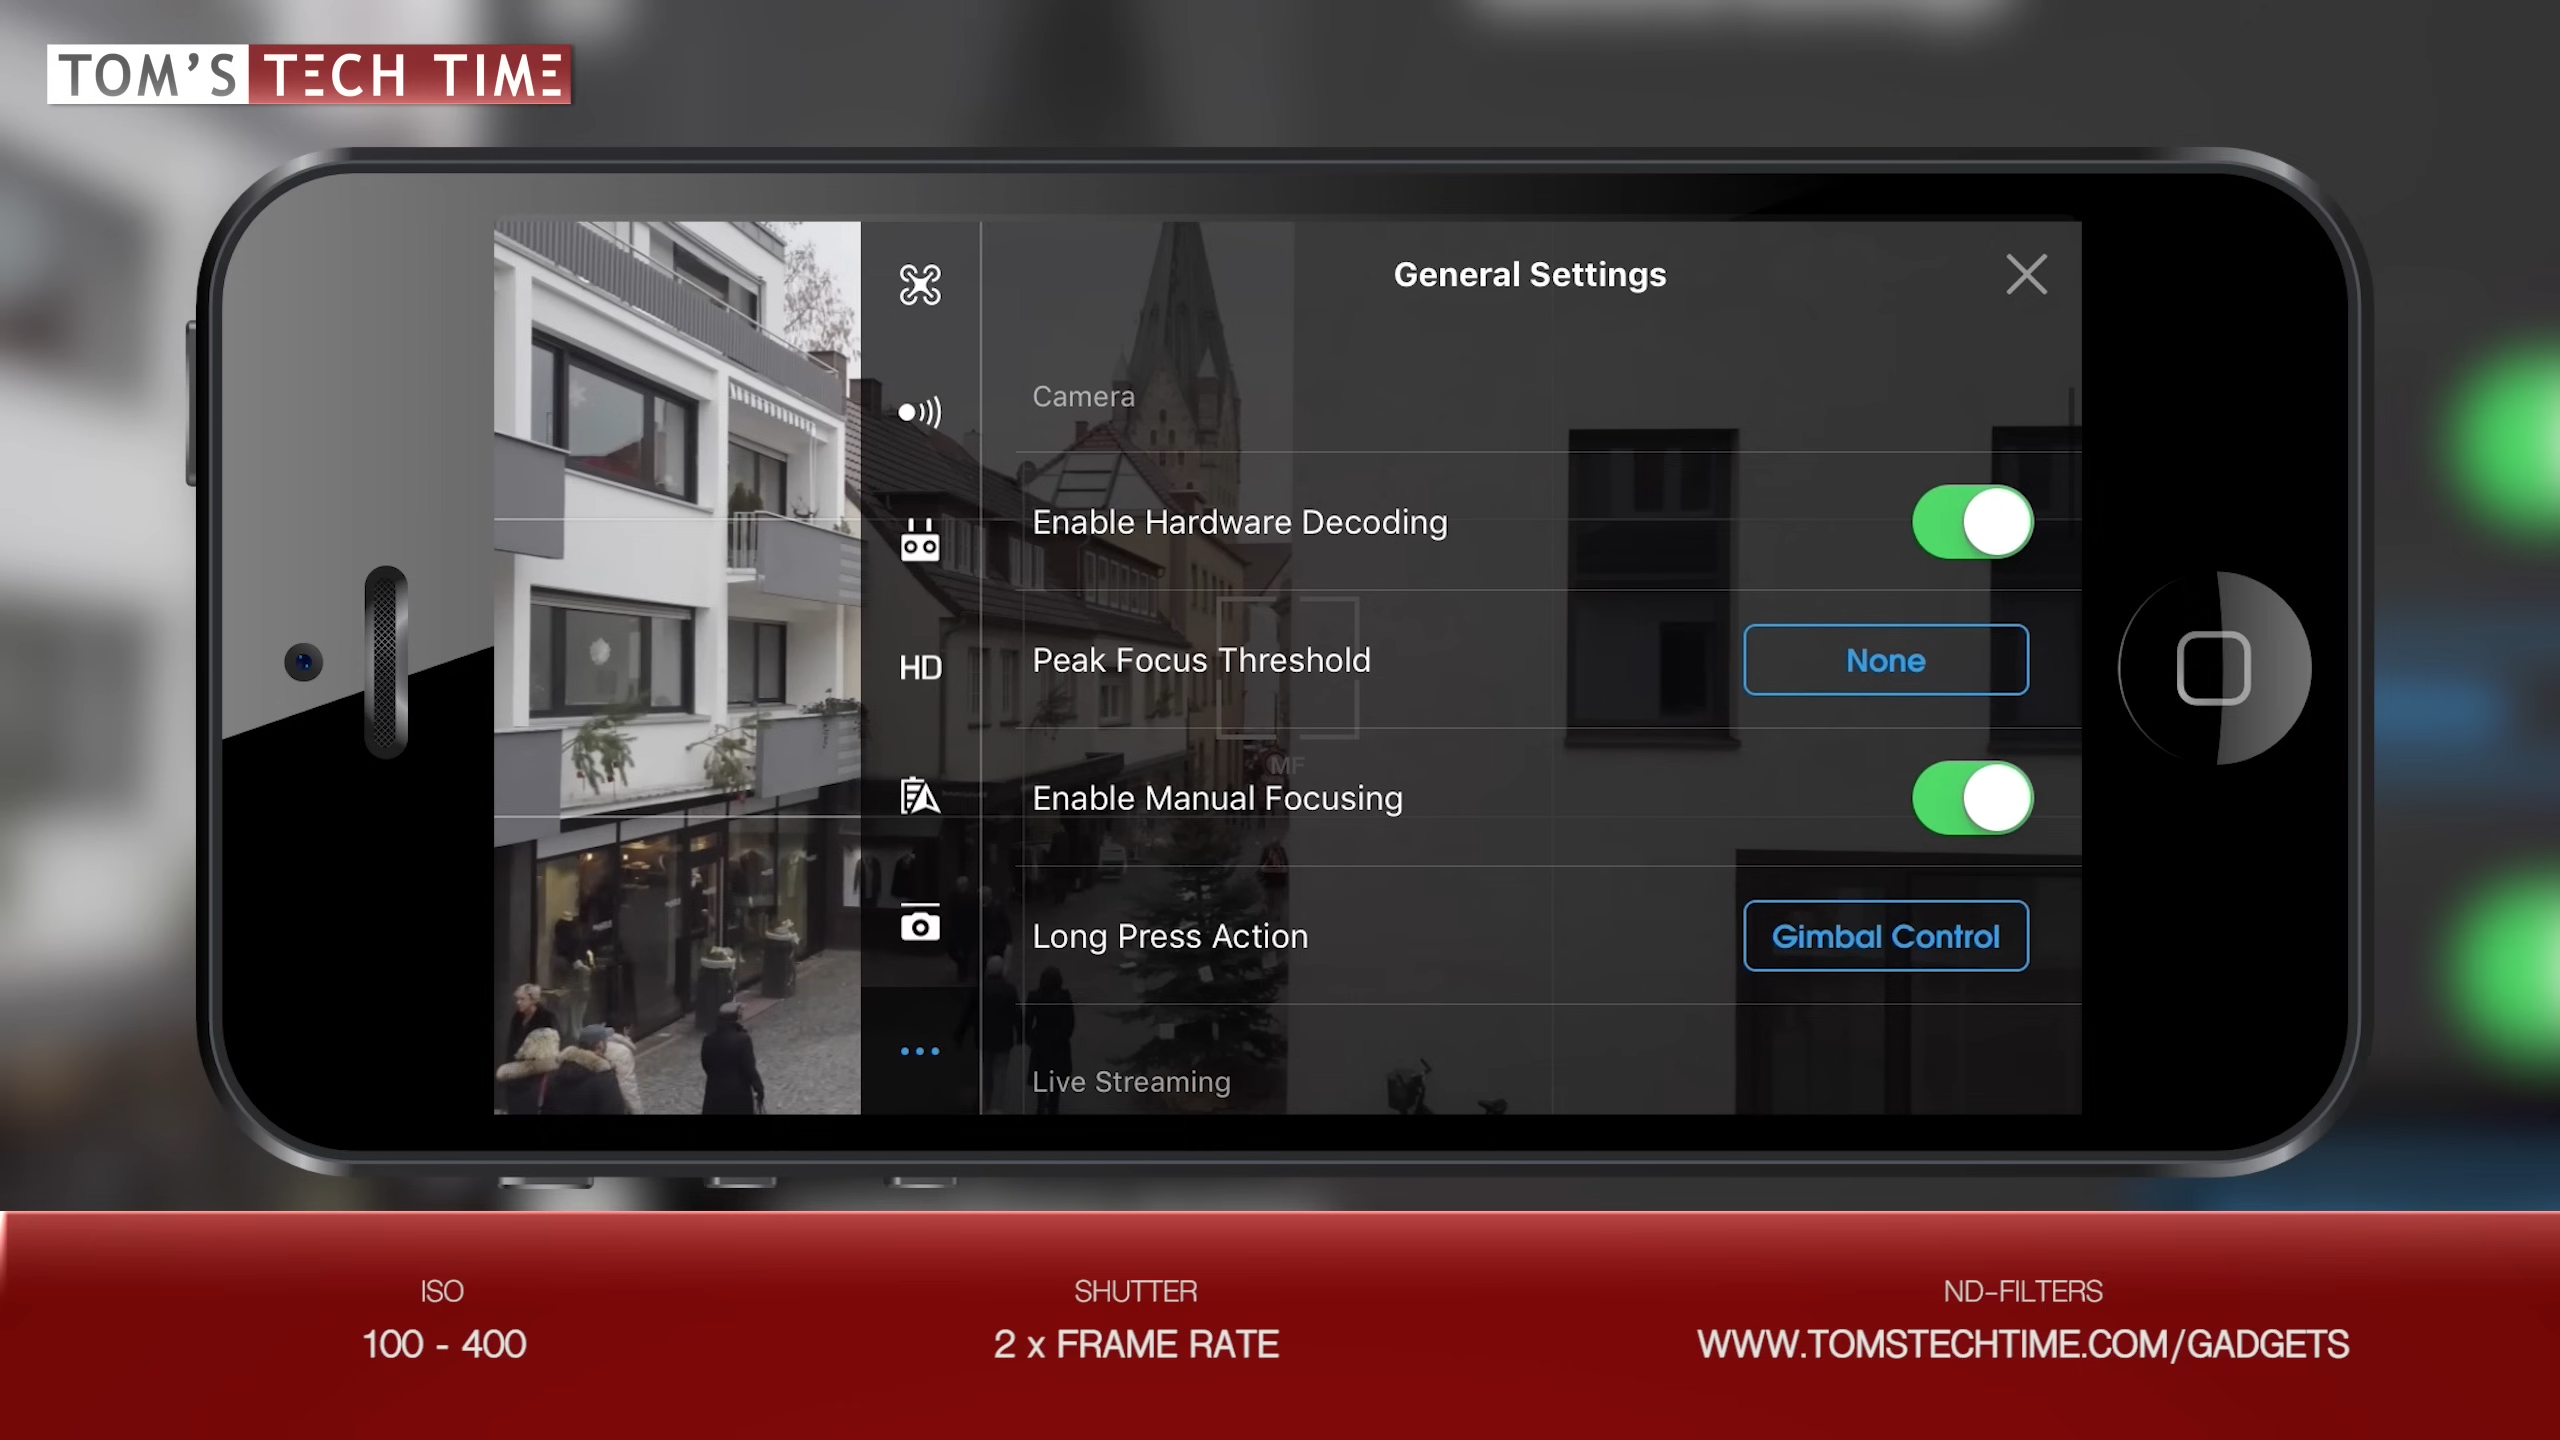 TOM'S TECH TIME
General Settings
Camera
Enable Hardware Decoding
HD
Peak Focus Threshold
None
MF
Enable Manual Focusing
Long Press Action
Gimbal Control
Live Streaming
ISO
SHUTTER
ND-FILTERS
100 - 400
2 x FRAME RATE
WWW.TOMSTECHTIME.COM/GADGETS